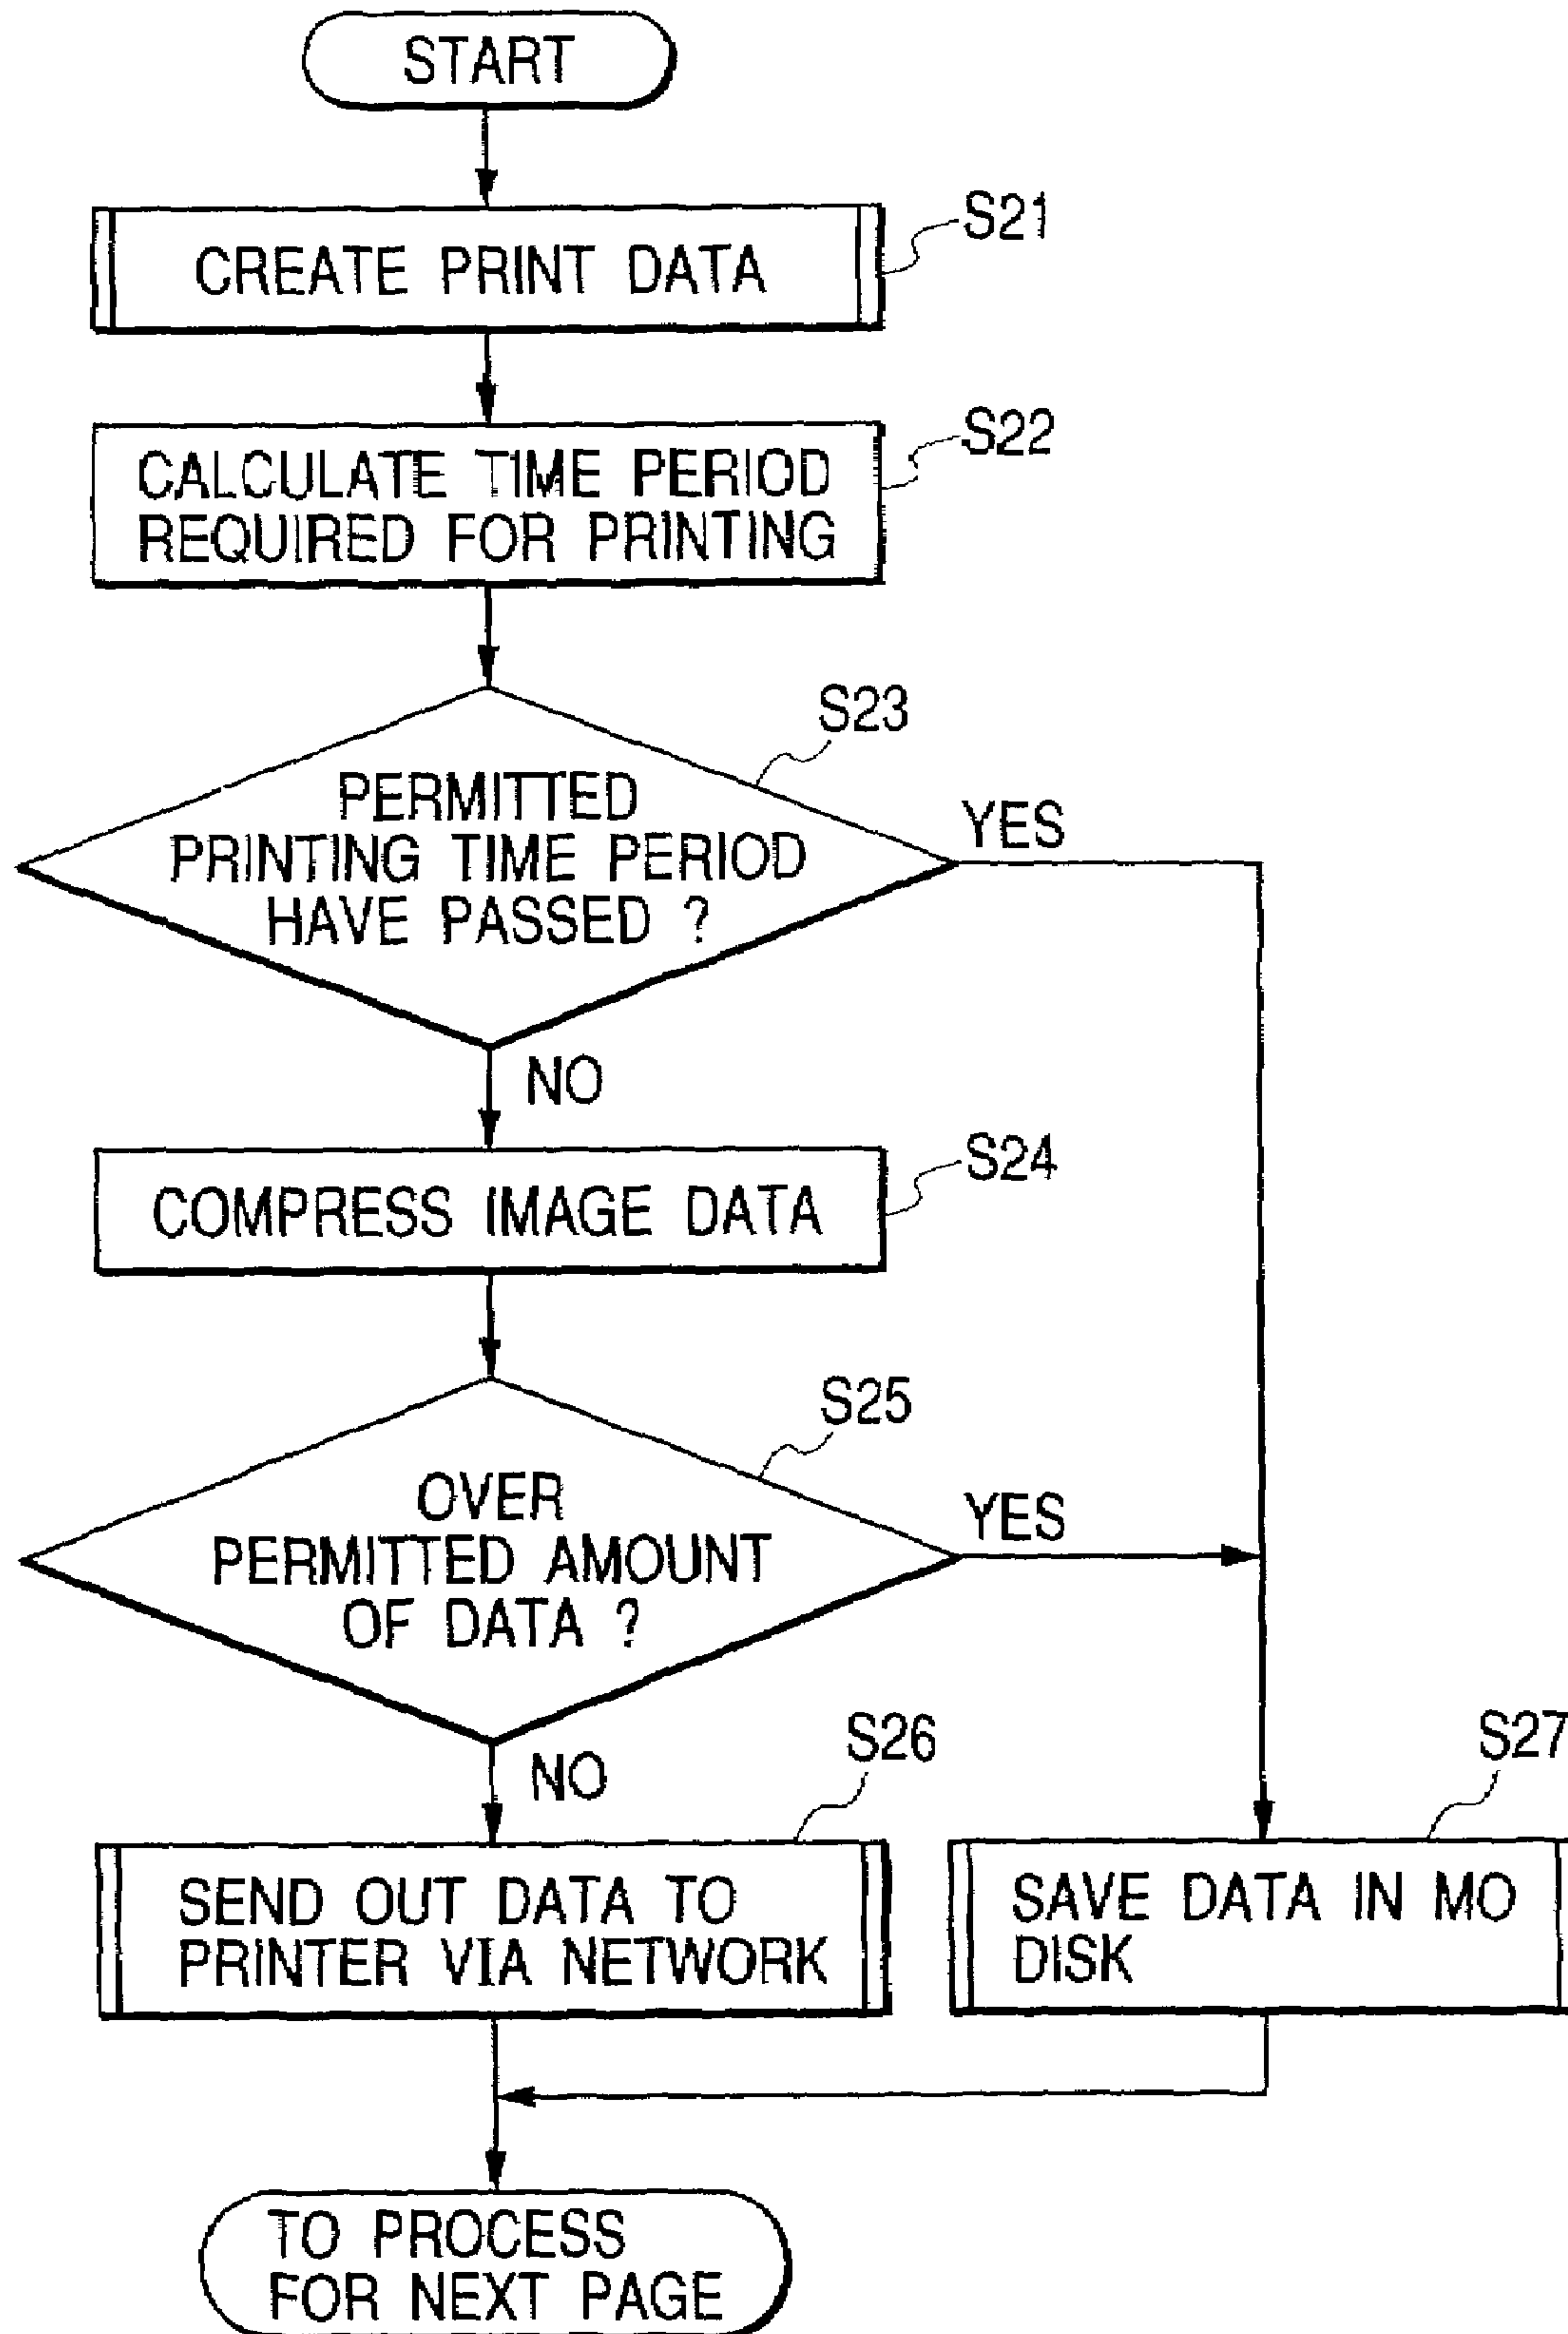 START
CREATE PRINT DATA
S21
CALCULATE TIME PERIOD
REQUIRED FOR PRINTING
S22
PERMITTED
PRINTING TIME PERIOD
HAVE PASSED ?
S23
YES
NO
COMPRESS IMAGE DATA
S24
OVER
PERMITTED AMOUNT
OF DATA ?
S25
YES
NO
SEND OUT DATA TO
PRINTER VIA NETWORK
S26
SAVE DATA IN MO
DISK
S27
TO PROCESS
FOR NEXT PAGE